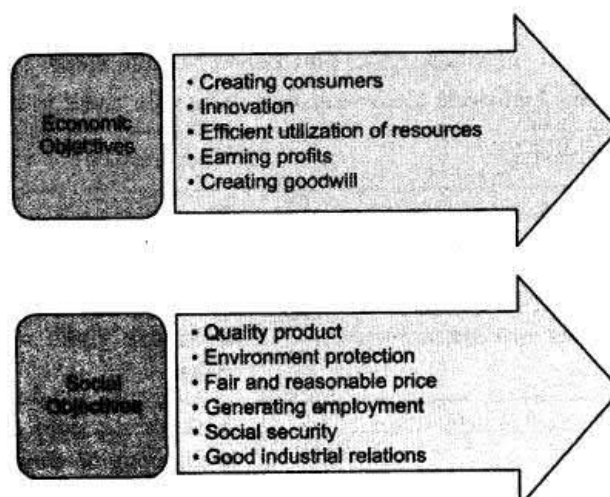 Economic
Objectives
• Creating consumers
• Innovation
• Efficient utilization of resources
• Earning profits
• Creating goodwill
Social
Objectives
• Quality product
• Environment protection
• Fair and reasonable price
• Generating employment
• Social security
• Good industrial relations